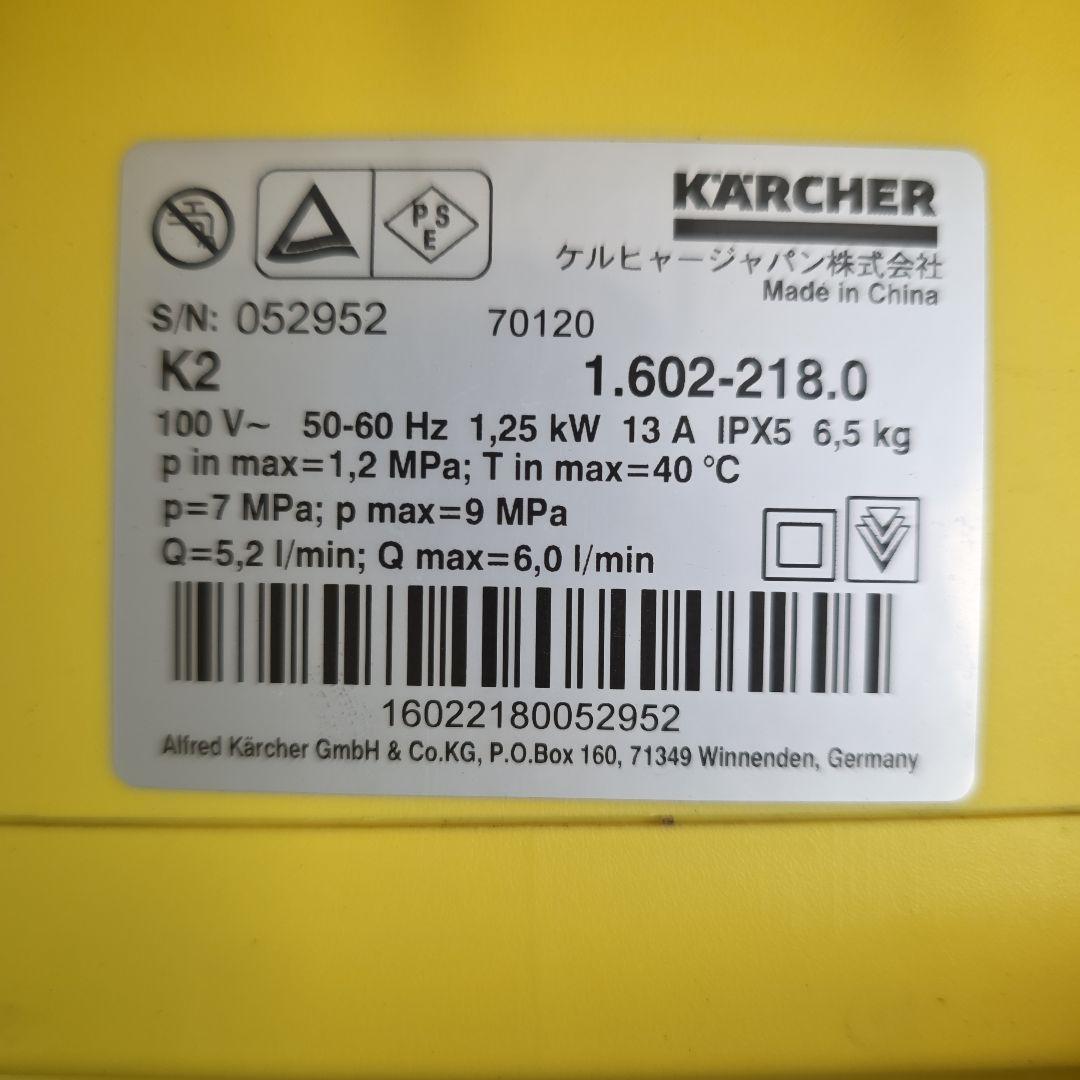 KÄRCHER
P S
E
ケルヒャージャパン株式会社
Made in China
S/N: 052952 70120
K2 1.602-218.0
100 V~ 50-60 Hz 1,25 kW 13 A IPX5 6,5 kg
p in max=1,2 MPa; T in max=40 °C
p=7 MPa; p max=9 MPa
Q=5,2 l/min; Q max=6,0 l/min
16022180052952
Alfred Kärcher GmbH & Co.KG, P.O.Box 160, 71349 Winnenden, Germany